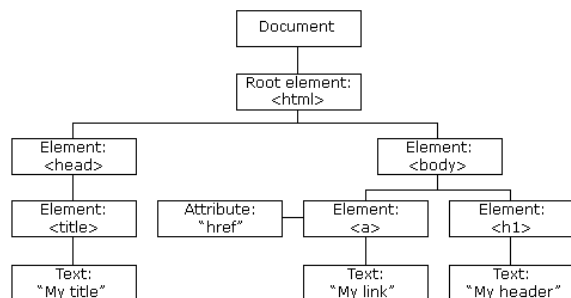 Document
Root element:
<html>
Element:
<head>
Element:
<body>
Element:
<title>
Attribute:
“href”
Element:
<a>
Element:
<h1>
Text:
“My title”
Text:
“My link”
Text:
“My header”